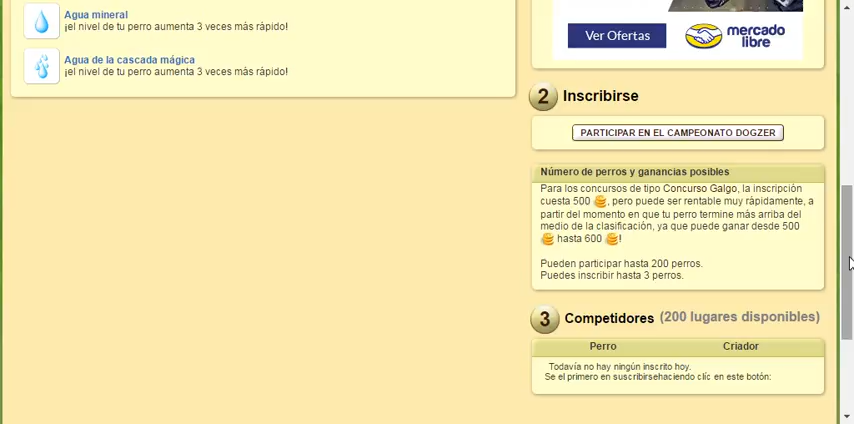 Agua mineral
¡el nivel de tu perro aumenta 3 veces más rápido!
Agua de la cascada mágica
¡el nivel de tu perro aumenta 3 veces más rápido!
Ver Ofertas
mercado
libre
2 Inscribirse
PARTICIPAR EN EL CAMPEONATO DOGZER
Número de perros y ganancias posibles
Para los concursos de tipo Concurso Galgo, la inscripción
cuesta 500 , pero puede ser rentable muy rápidamente, a
partir del momento en que tu perro termine más arriba del
medio de la clasificación, ya que puede ganar desde 500
hasta 600 !
Pueden participar hasta 200 perros.
Puedes inscribir hasta 3 perros.
3 Competidores (200 lugares disponibles)
Perro Criador
Todavía no hay ningún inscrito hoy.
Se el primero en suscribirsehaciendo clíc en este botón: